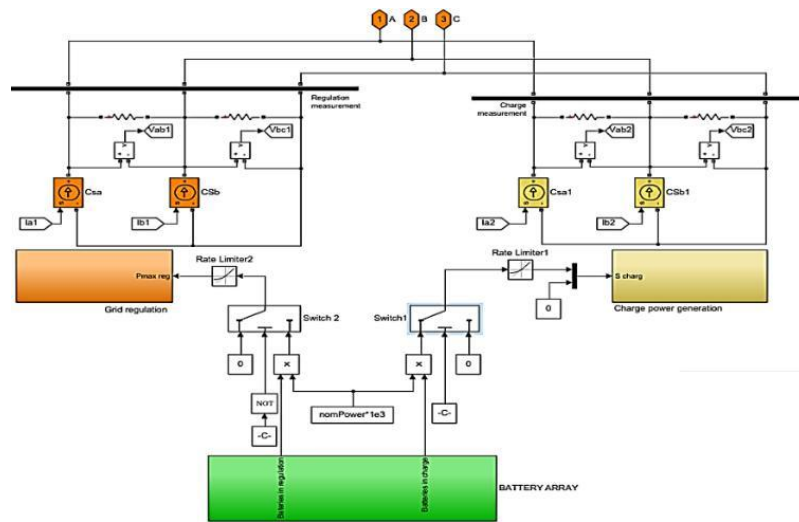 1 A 2 B 3 C
Regulation
measurement
Charge
measurement
Vab1
Vbc1
Vab2
Vbc2
Csa
CSb
Csa1
CSb1
Ia1
Ib1
Ia2
Ib2
Rate Limiter2
Rate Limiter1
Pmax reg
S charg
Grid regulation
Switch 2
Switch1
0
Charge power generation
0
x
x
0
NOT
nomPower*1e3
-C-
-C-
Batteries in regulation
Batteries in charge
BATTERY ARRAY